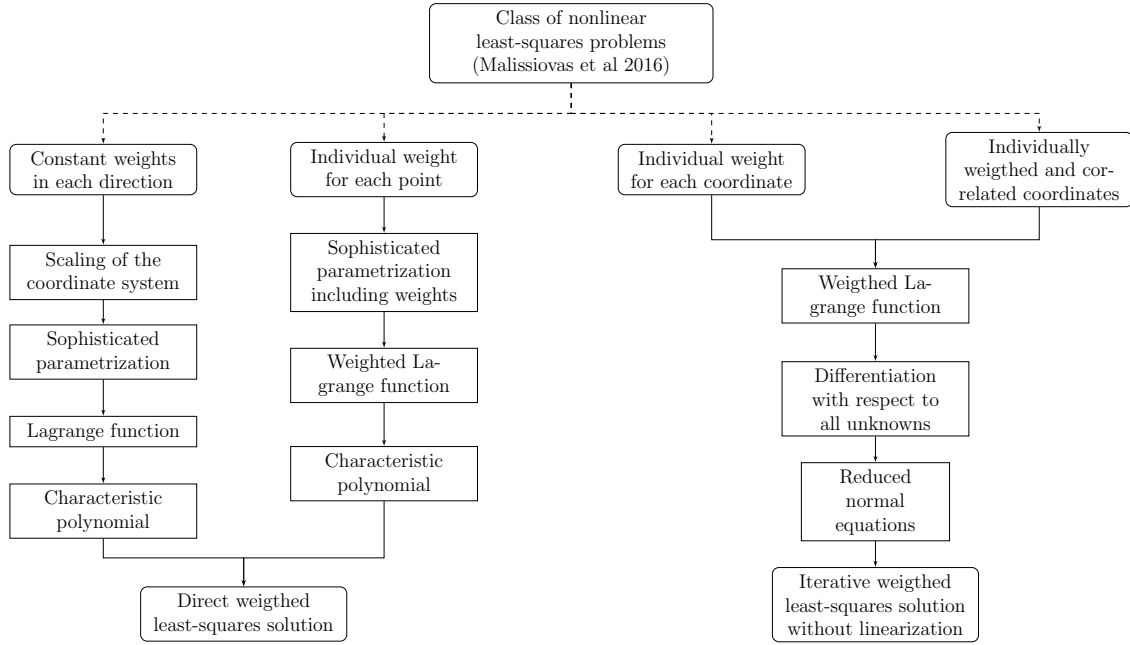 Class of nonlinear
least-squares problems
(Malissiovas et al 2016)
Constant weights
in each direction
Individual weight
for each point
Individual weight
for each coordinate
Individually
weigthed and cor-
related coordinates
Scaling of the
coordinate system
Sophisticated
parametrization
Lagrange function
Characteristic
polynomial
Sophisticated
parametrization
including weights
Weighted La-
grange function
Characteristic
polynomial
Direct weigthed
least-squares solution
Weigthed La-
grange function
Differentiation
with respect to
all unknowns
Reduced
normal
equations
Iterative weigthed
least-squares solution
without linearization